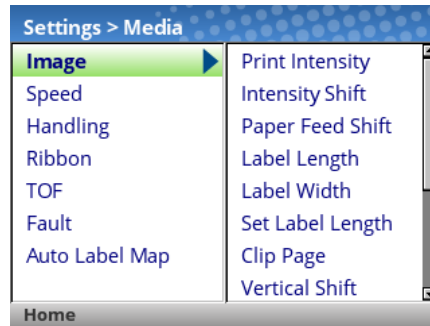 Settings > Media
Image
Speed
Handling
Ribbon
TOF
Fault
Auto Label Map
Print Intensity
Intensity Shift
Paper Feed Shift
Label Length
Label Width
Set Label Length
Clip Page
Vertical Shift
Home